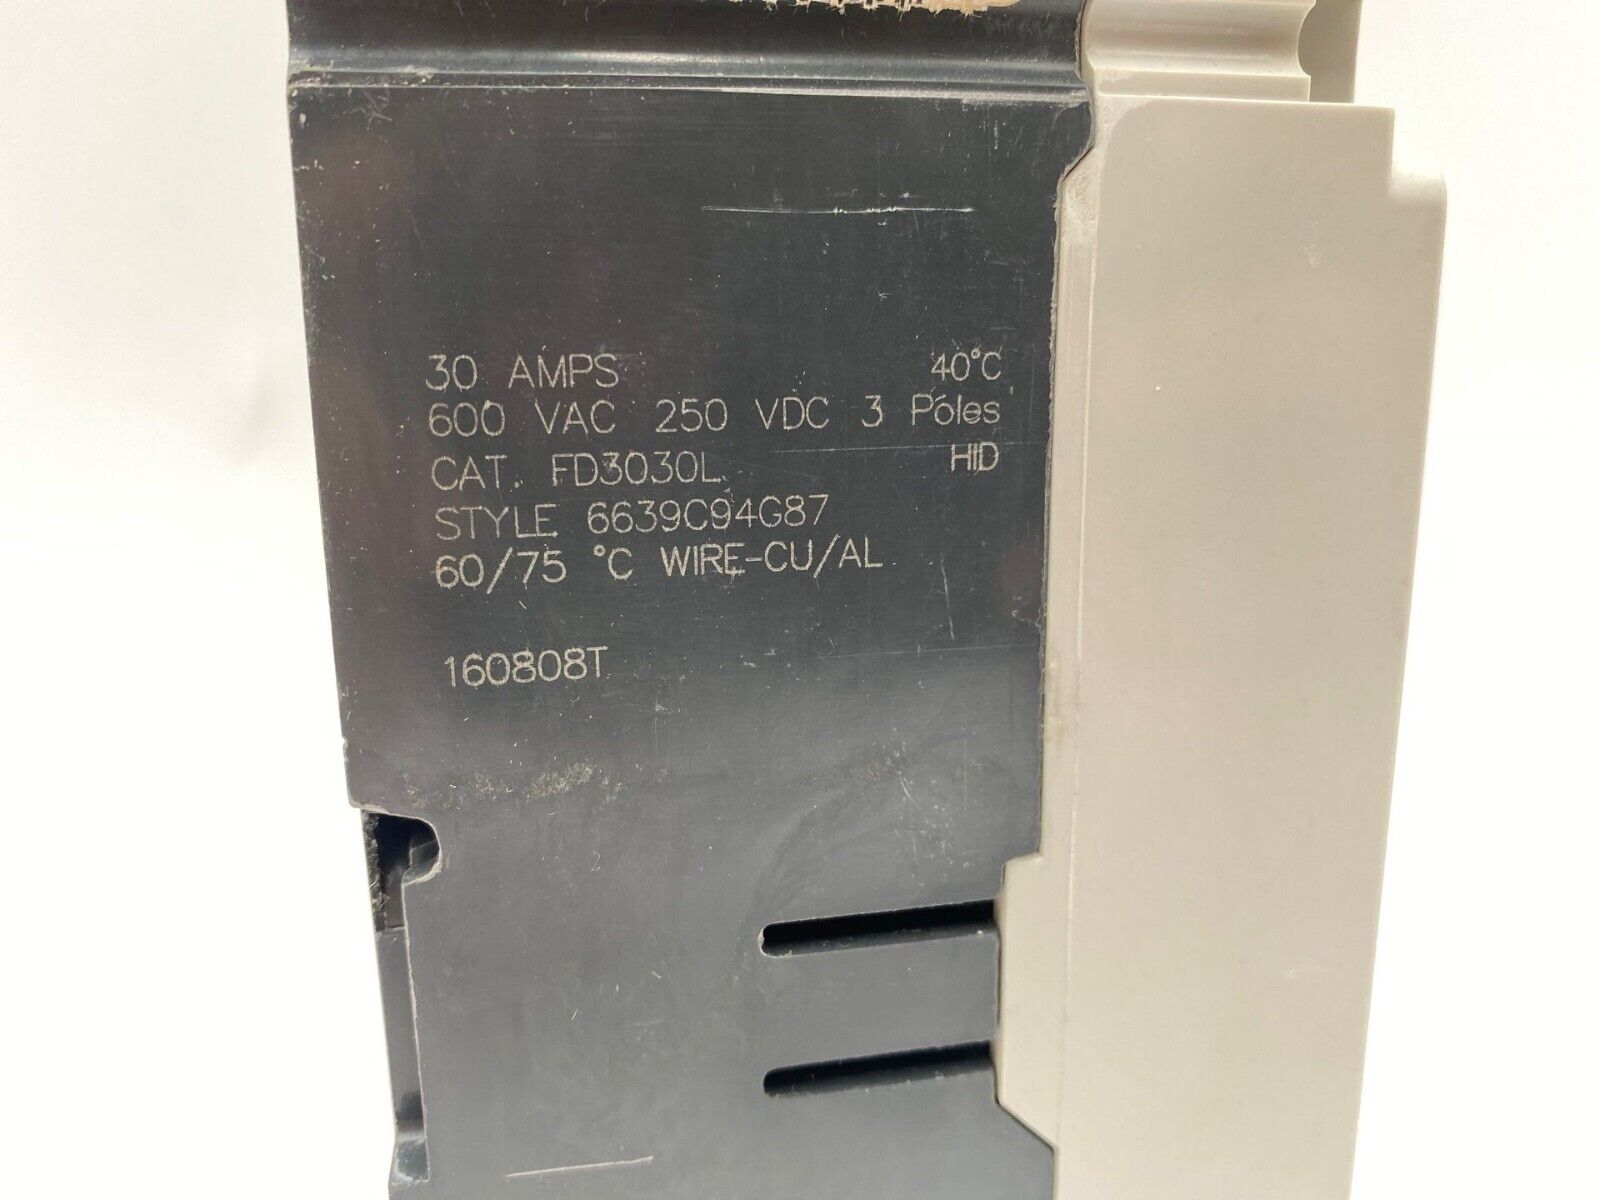 30 AMPS 40°C
600 VAC 250 VDC 3 Poles
CAT. FD3030L HID
STYLE 6639C94G87
60/75 °C WIRE-CU/AL
160808T